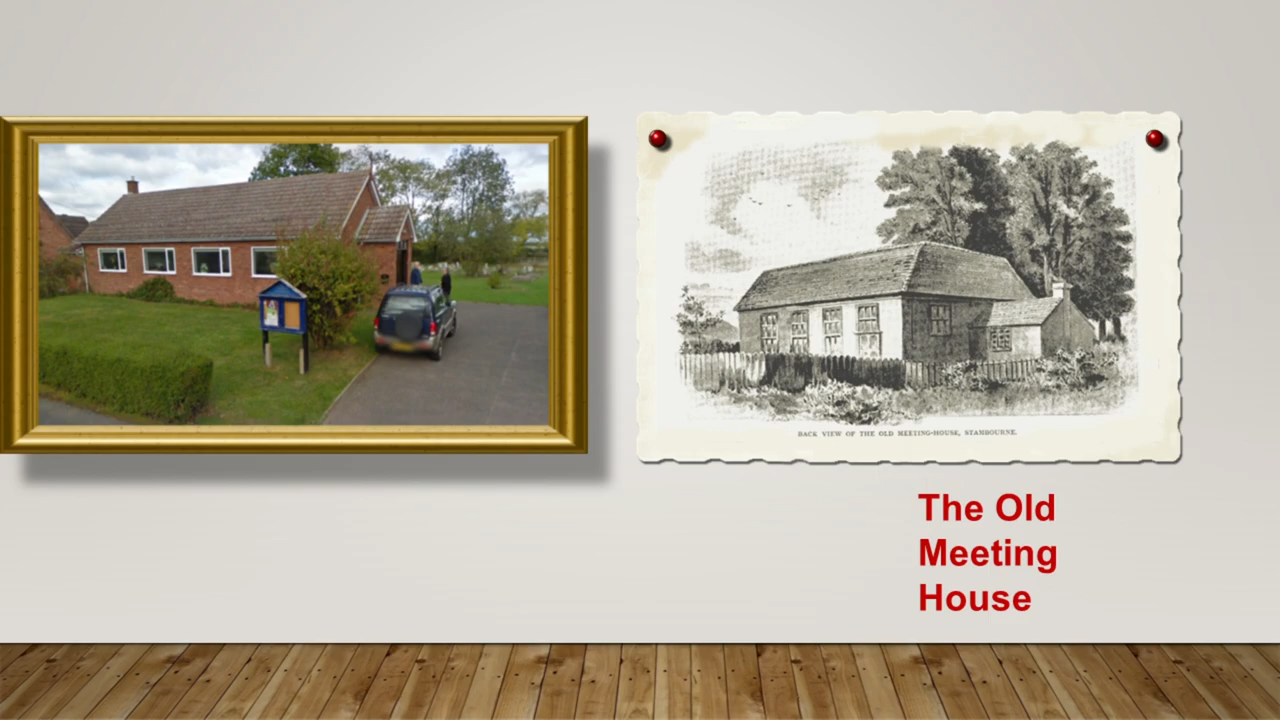 BACK VIEW OF THE OLD MEETING-HOUSE, STAMBOURNE.
The Old
Meeting
House